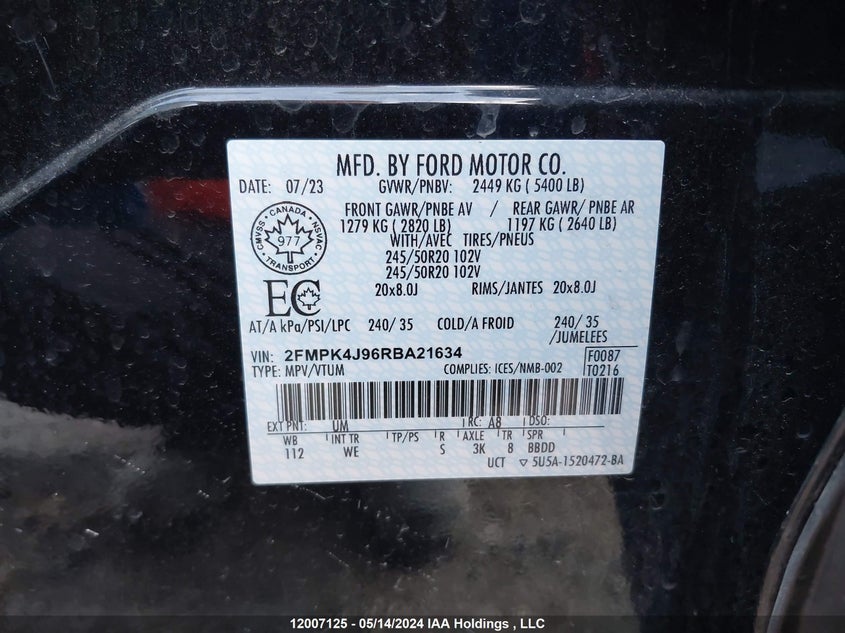 MFD. BY FORD MOTOR CO.
DATE: 07/23 GVWR/PNBV: 2449 KG ( 5400 LB)
FRONT GAWR/PNBE AV / REAR GAWR/ PNBE AR
1279 KG ( 2820 LB) 1197 KG ( 2640 LB)
WITH/AVEC TIRES/PNEUS
245/50R20 102V
245/50R20 102V
20x8.0J RIMS/JANTES 20x8.0J
CMVSS • CANADA • NSVAC
977
TRANSPORT
EC
AT/A kPa/PSI/LPC 240/ 35 COLD/A FROID 240/ 35
/JUMELEES
VIN: 2FMPK4J96RBA21634 F0087
TYPE: MPV/VTUM COMPLIES: ICES/NMB-002 T0216
EXT PNT: UM RC: A8 DSO:
WB INT TR TP/PS R AXLE TR SPR
112 WE S 3K 8 BBDD
UCT ▽ 5U5A-1520472-BA
12007125 - 05/14/2024 IAA Holdings , LLC